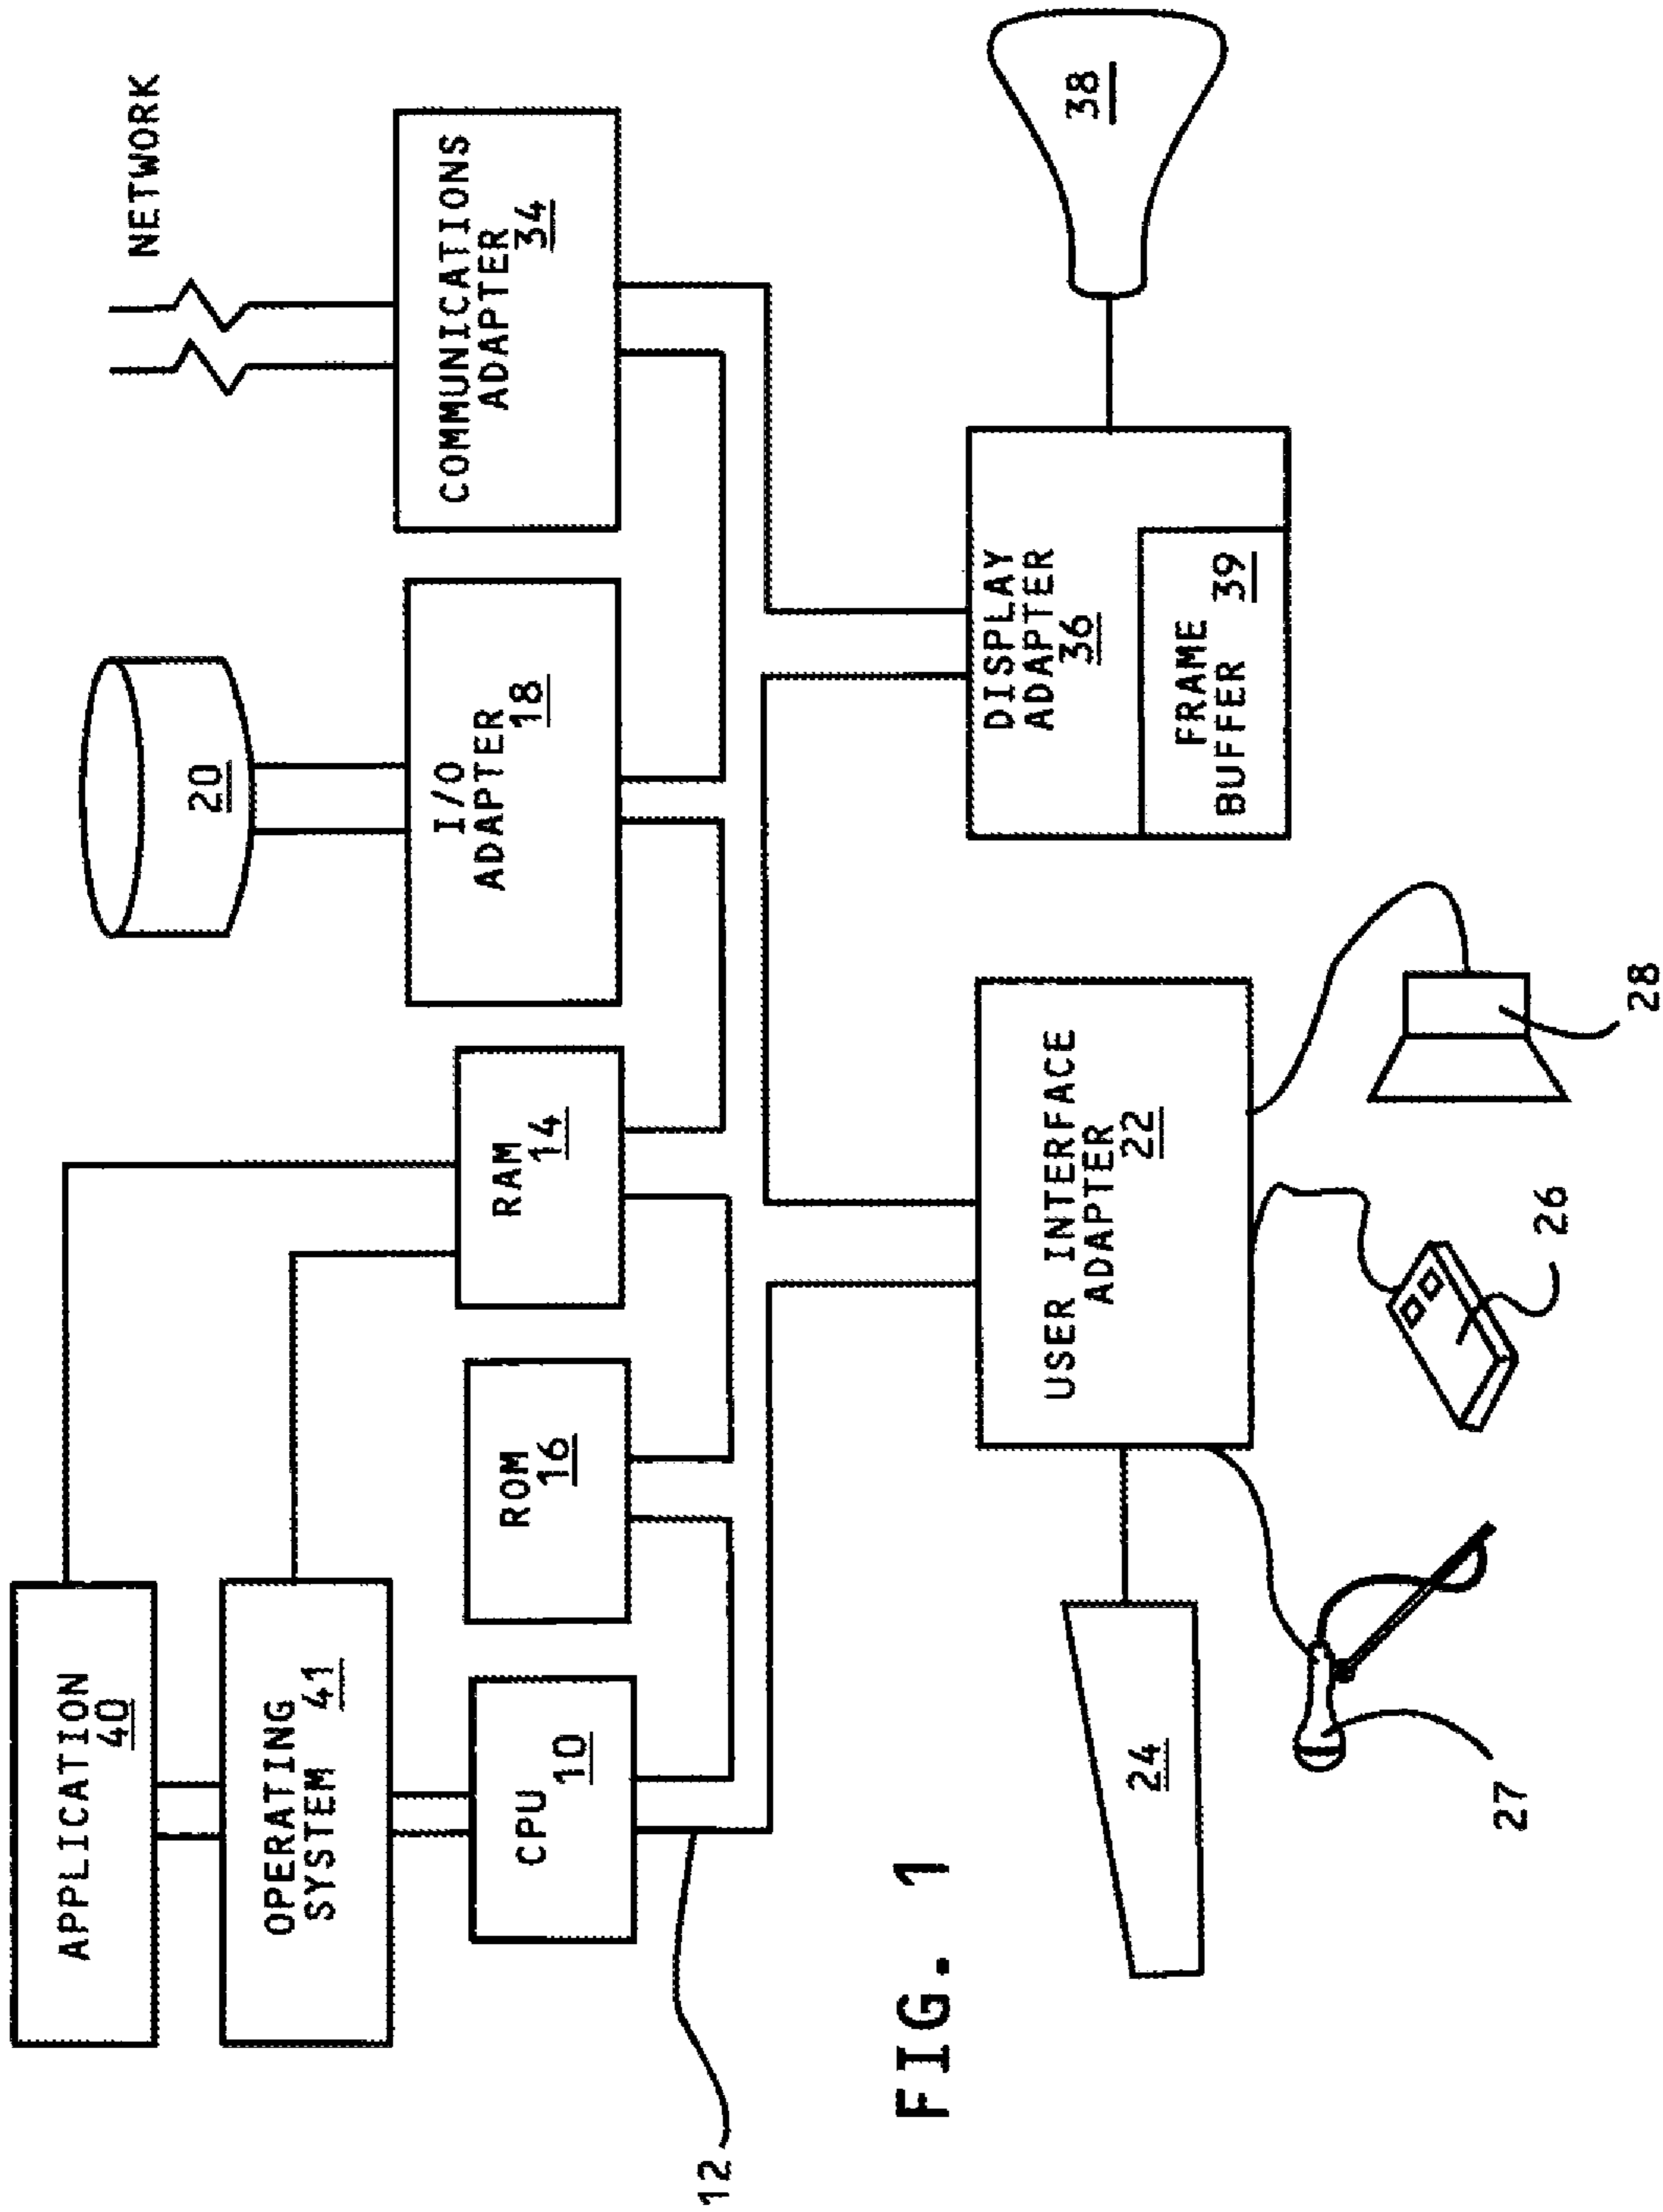 APPLICATION
40
OPERATING
SYSTEM 41
CPU
10
ROM
16
RAM
14
I/O
ADAPTER
18
20
COMMUNICATIONS
ADAPTER
34
NETWORK
12
USER INTERFACE
ADAPTER
22
DISPLAY
ADAPTER
36
FRAME
BUFFER 39
38
24
27
26
28
FIG. 1